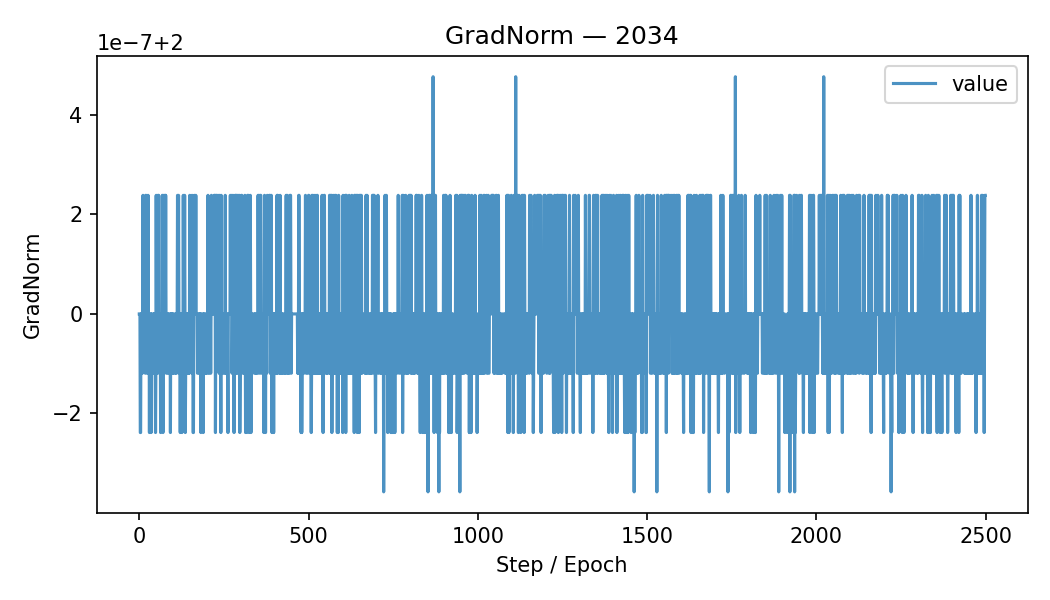 GradNorm — 2034
1e−7+2
value
4
2
0
−2
GradNorm
0
500
1000
1500
2000
2500
Step / Epoch